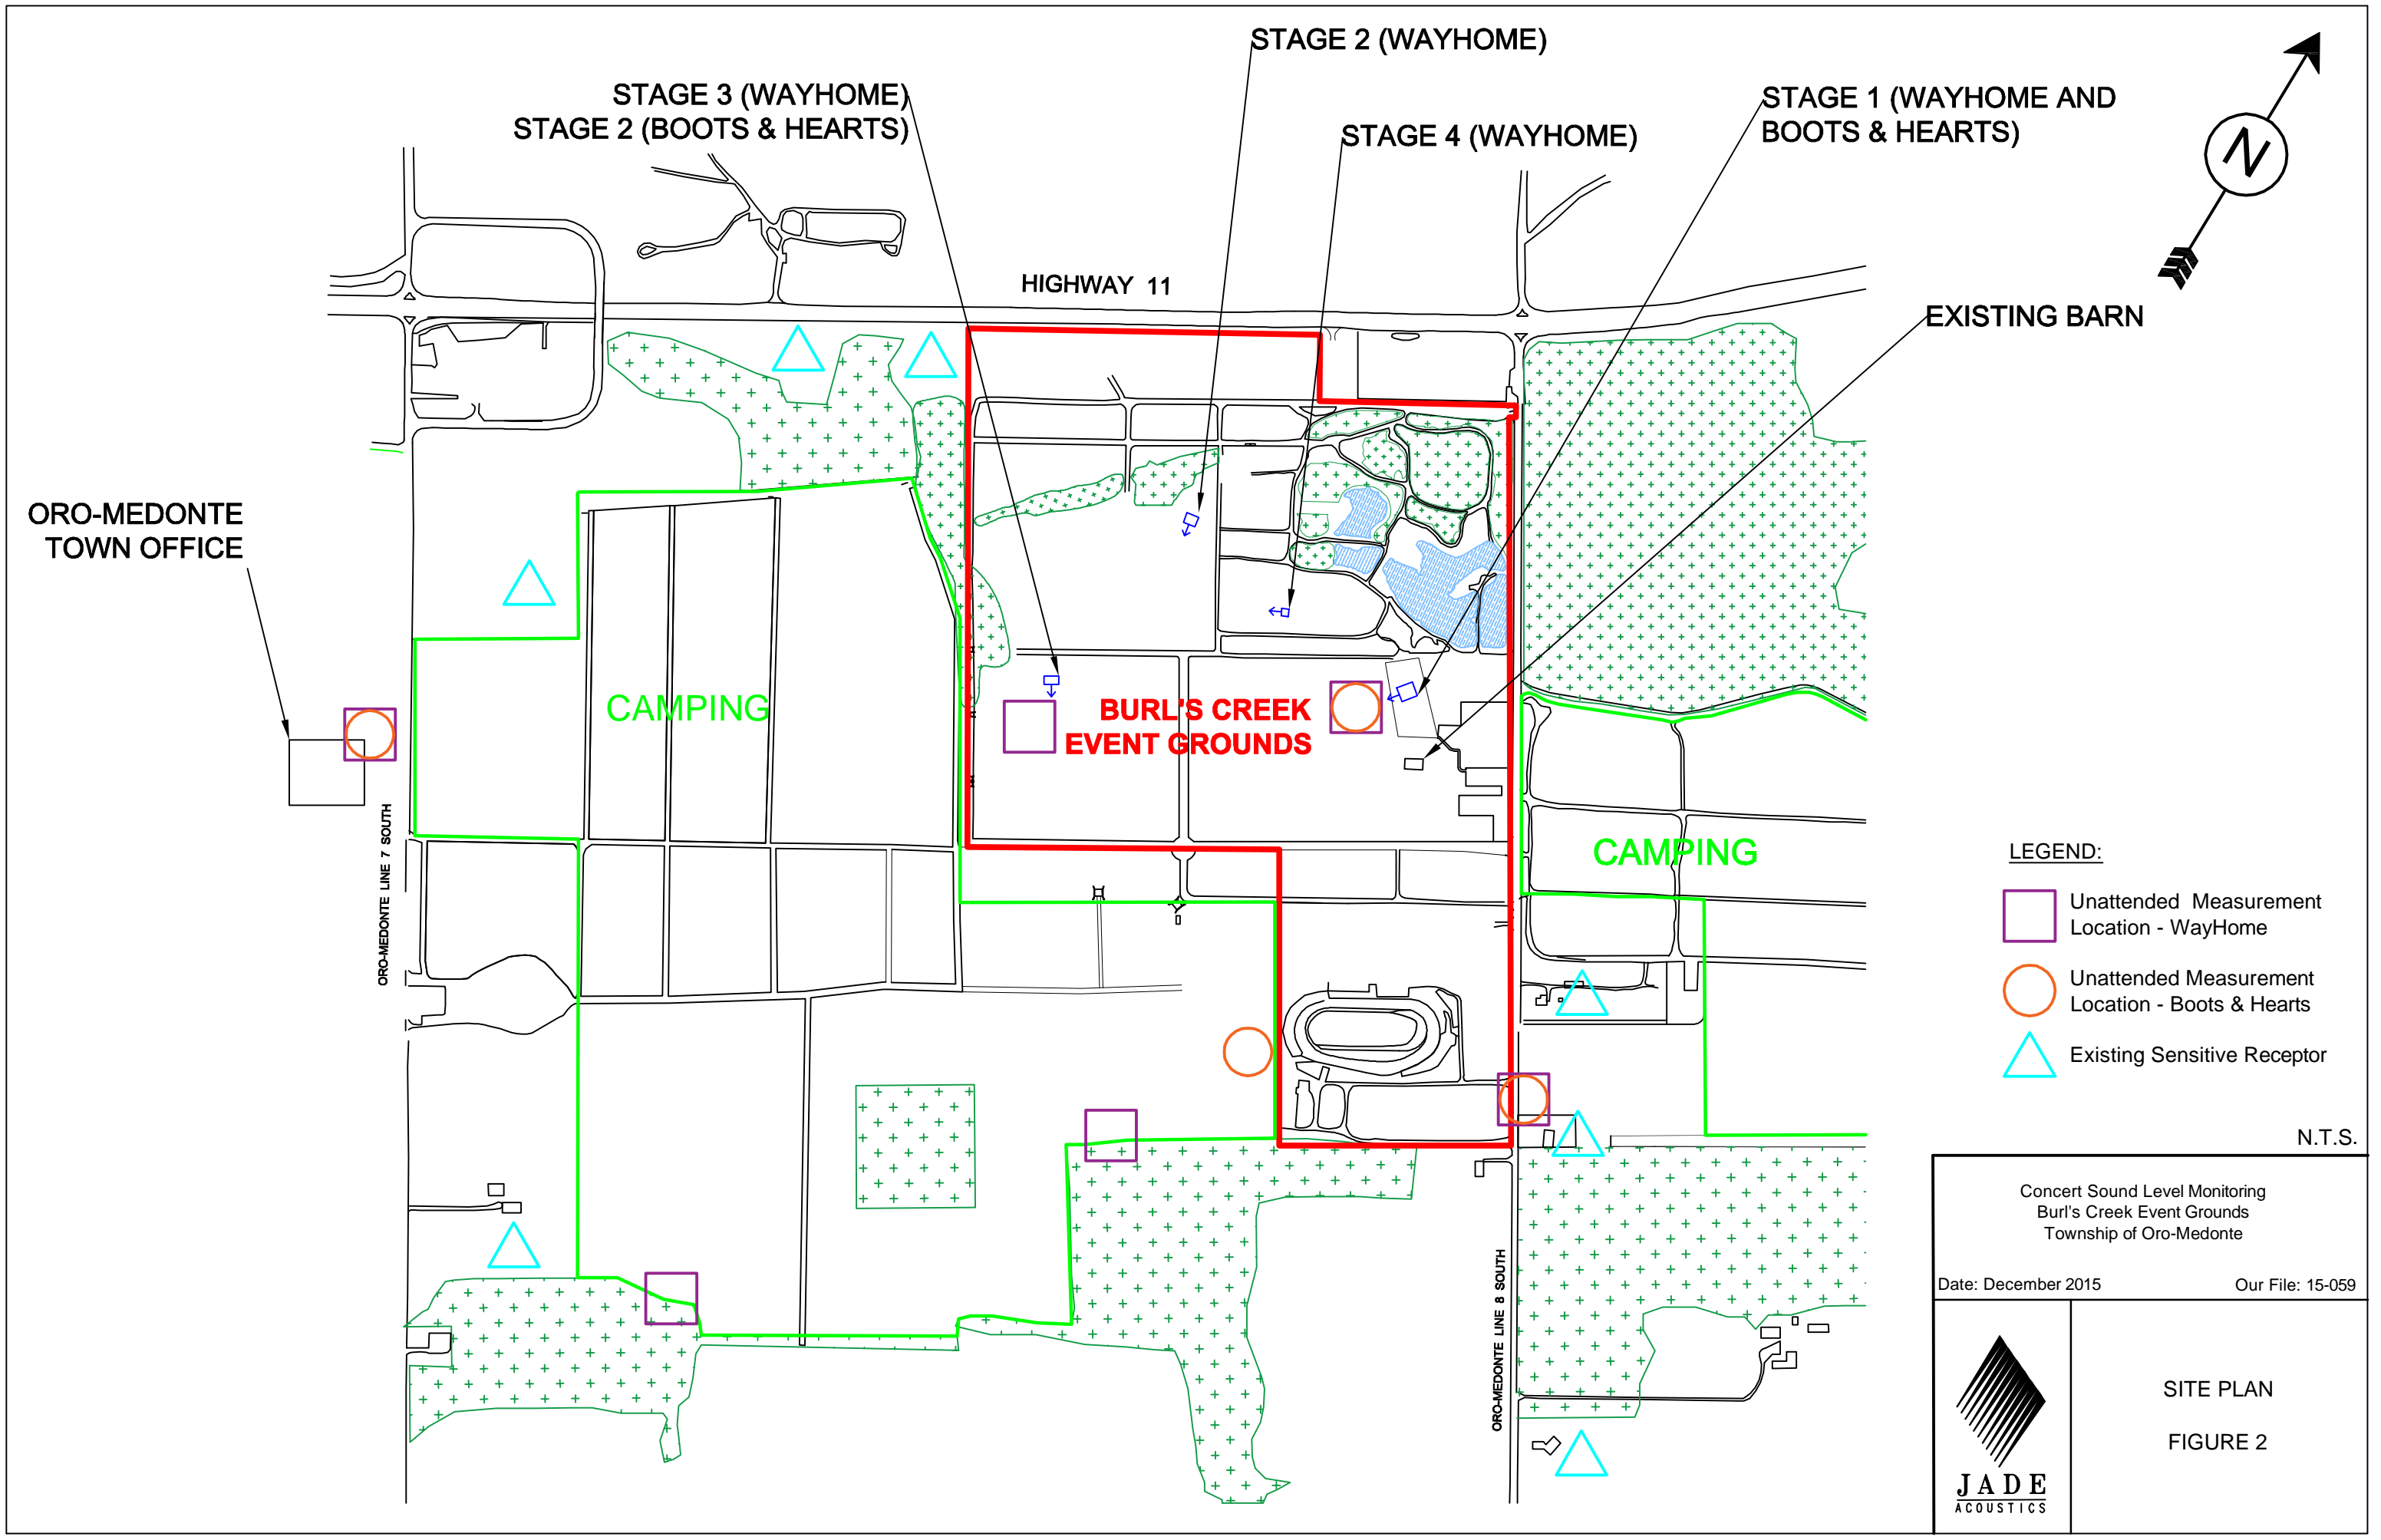 STAGE 2 (WAYHOME)
STAGE 3 (WAYHOME)
STAGE 2 (BOOTS & HEARTS)
STAGE 4 (WAYHOME)
STAGE 1 (WAYHOME AND
BOOTS & HEARTS)
N
HIGHWAY 11
EXISTING BARN
ORO-MEDONTE
TOWN OFFICE
CAMPING
BURL'S CREEK
EVENT GROUNDS
CAMPING
ORO-MEDONTE LINE 7 SOUTH
ORO-MEDONTE LINE 8 SOUTH
LEGEND:
Unattended Measurement
Location - WayHome
Unattended Measurement
Location - Boots & Hearts
Existing Sensitive Receptor
N.T.S.
Concert Sound Level Monitoring
Burl's Creek Event Grounds
Township of Oro-Medonte
Date: December 2015
Our File: 15-059
JADE
ACOUSTICS
SITE PLAN
FIGURE 2